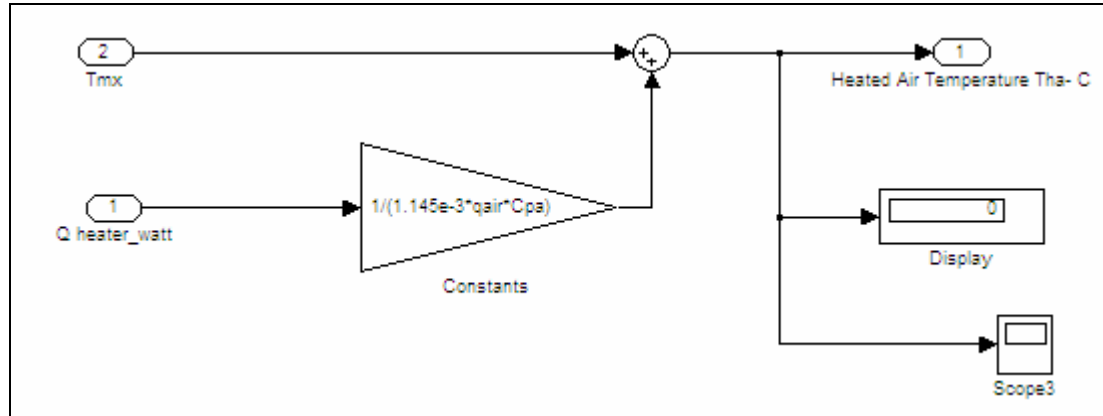 2
Tmx
+
+
1
Heated Air Temperature Tha- C
1
Q heater_watt
1/(1.145e-3*qair*Cpa)
Constants
0
Display
Scope3